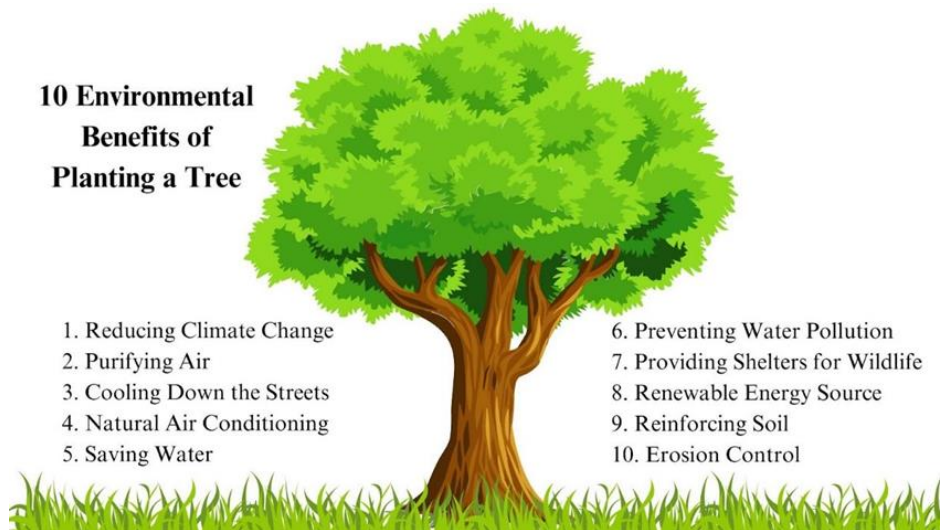 10 Environmental
Benefits of
Planting a Tree
1. Reducing Climate Change
2. Purifying Air
3. Cooling Down the Streets
4. Natural Air Conditioning
5. Saving Water
6. Preventing Water Pollution
7. Providing Shelters for Wildlife
8. Renewable Energy Source
9. Reinforcing Soil
10. Erosion Control